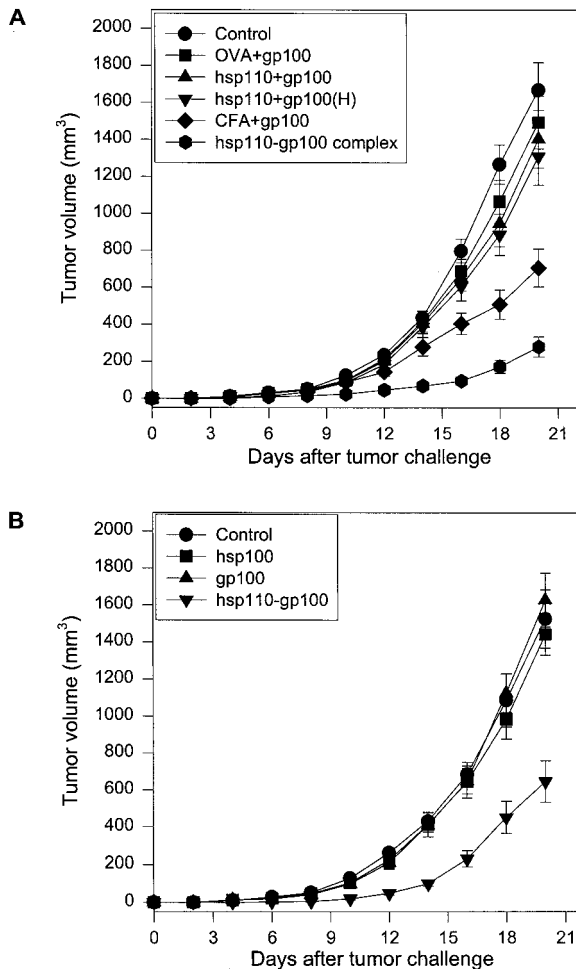 A
2000
1800
1600
1400
1200
1000
800
600
400
200
0
Tumor volume (mm3)
Control
OVA+gp100
hsp110+gp100
hsp110+gp100(H)
CFA+gp100
hsp110-gp100 complex
0 3 6 9 12 15 18 21
Days after tumor challenge
B
2000
1800
1600
1400
1200
1000
800
600
400
200
0
Tumor volume (mm3)
Control
hsp100
gp100
hsp110-gp100
0 3 6 9 12 15 18 21
Days after tumor challenge